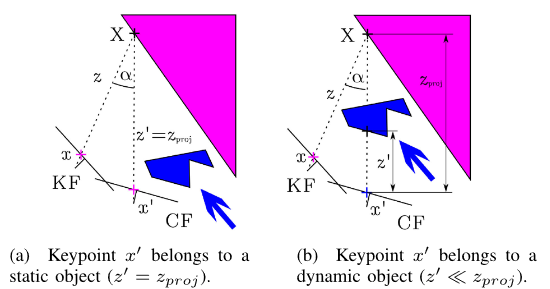 X
z
α
z'=z_proj
x
KF
x'
CF
X
z
α
z_proj
z'
x
KF
x'
CF
(a) Keypoint x′ belongs to a
static object (z′ = z_proj).
(b) Keypoint x′ belongs to a
dynamic object (z′ ≪ z_proj).